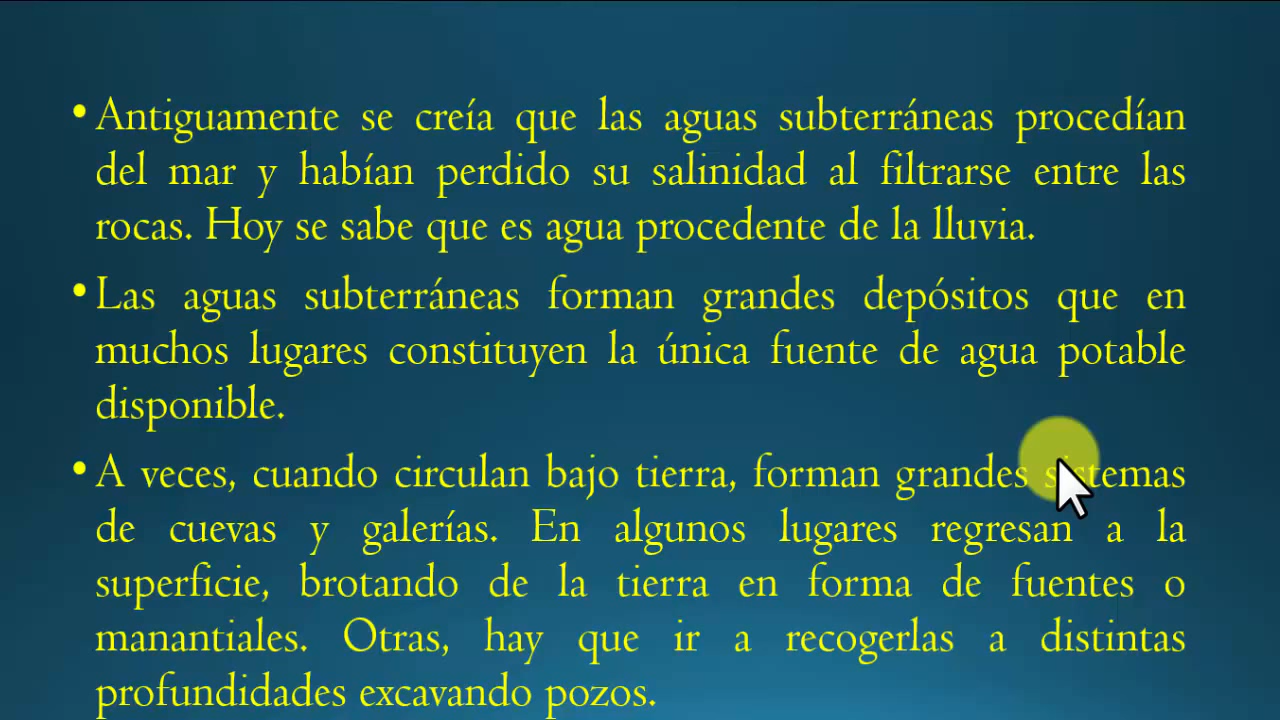 • Antiguamente se creía que las aguas subterráneas procedían
del mar y habían perdido su salinidad al filtrarse entre las
rocas. Hoy se sabe que es agua procedente de la lluvia.
• Las aguas subterráneas forman grandes depósitos que en
muchos lugares constituyen la única fuente de agua potable
disponible.
• A veces, cuando circulan bajo tierra, forman grandes sistemas
de cuevas y galerías. En algunos lugares regresan a la
superficie, brotando de la tierra en forma de fuentes o
manantiales. Otras, hay que ir a recogerlas a distintas
profundidades excavando pozos.